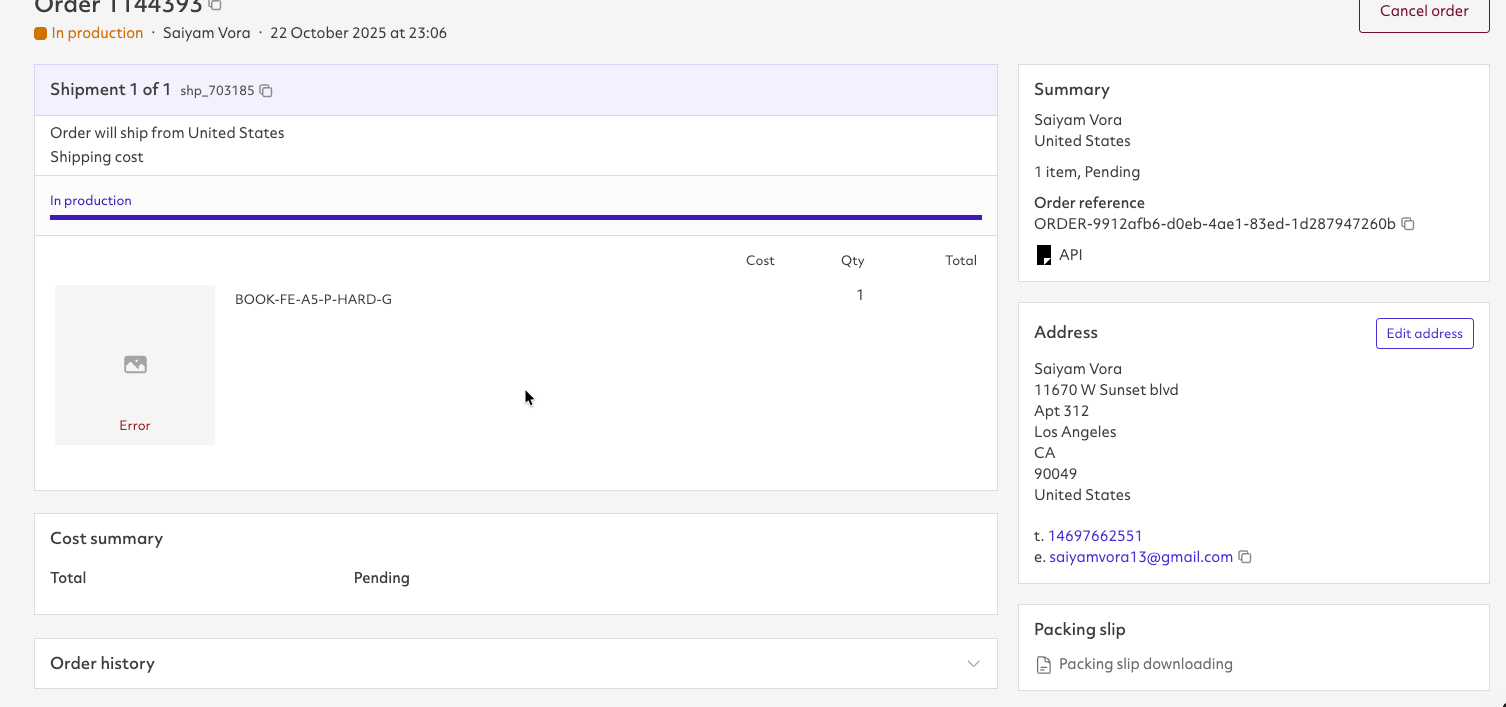 Order 1144393
In production · Saiyam Vora · 22 October 2025 at 23:06
Cancel order
Shipment 1 of 1 shp_703185
Order will ship from United States
Shipping cost
In production
Cost Qty Total
BOOK-FE-A5-P-HARD-G 1
Error
Cost summary
Total Pending
Order history
Summary
Saiyam Vora
United States
1 item, Pending
Order reference
ORDER-9912afb6-d0eb-4ae1-83ed-1d287947260b
API
Address
Edit address
Saiyam Vora
11670 W Sunset blvd
Apt 312
Los Angeles
CA
90049
United States
t. 14697662551
e. saiyamvora13@gmail.com
Packing slip
Packing slip downloading